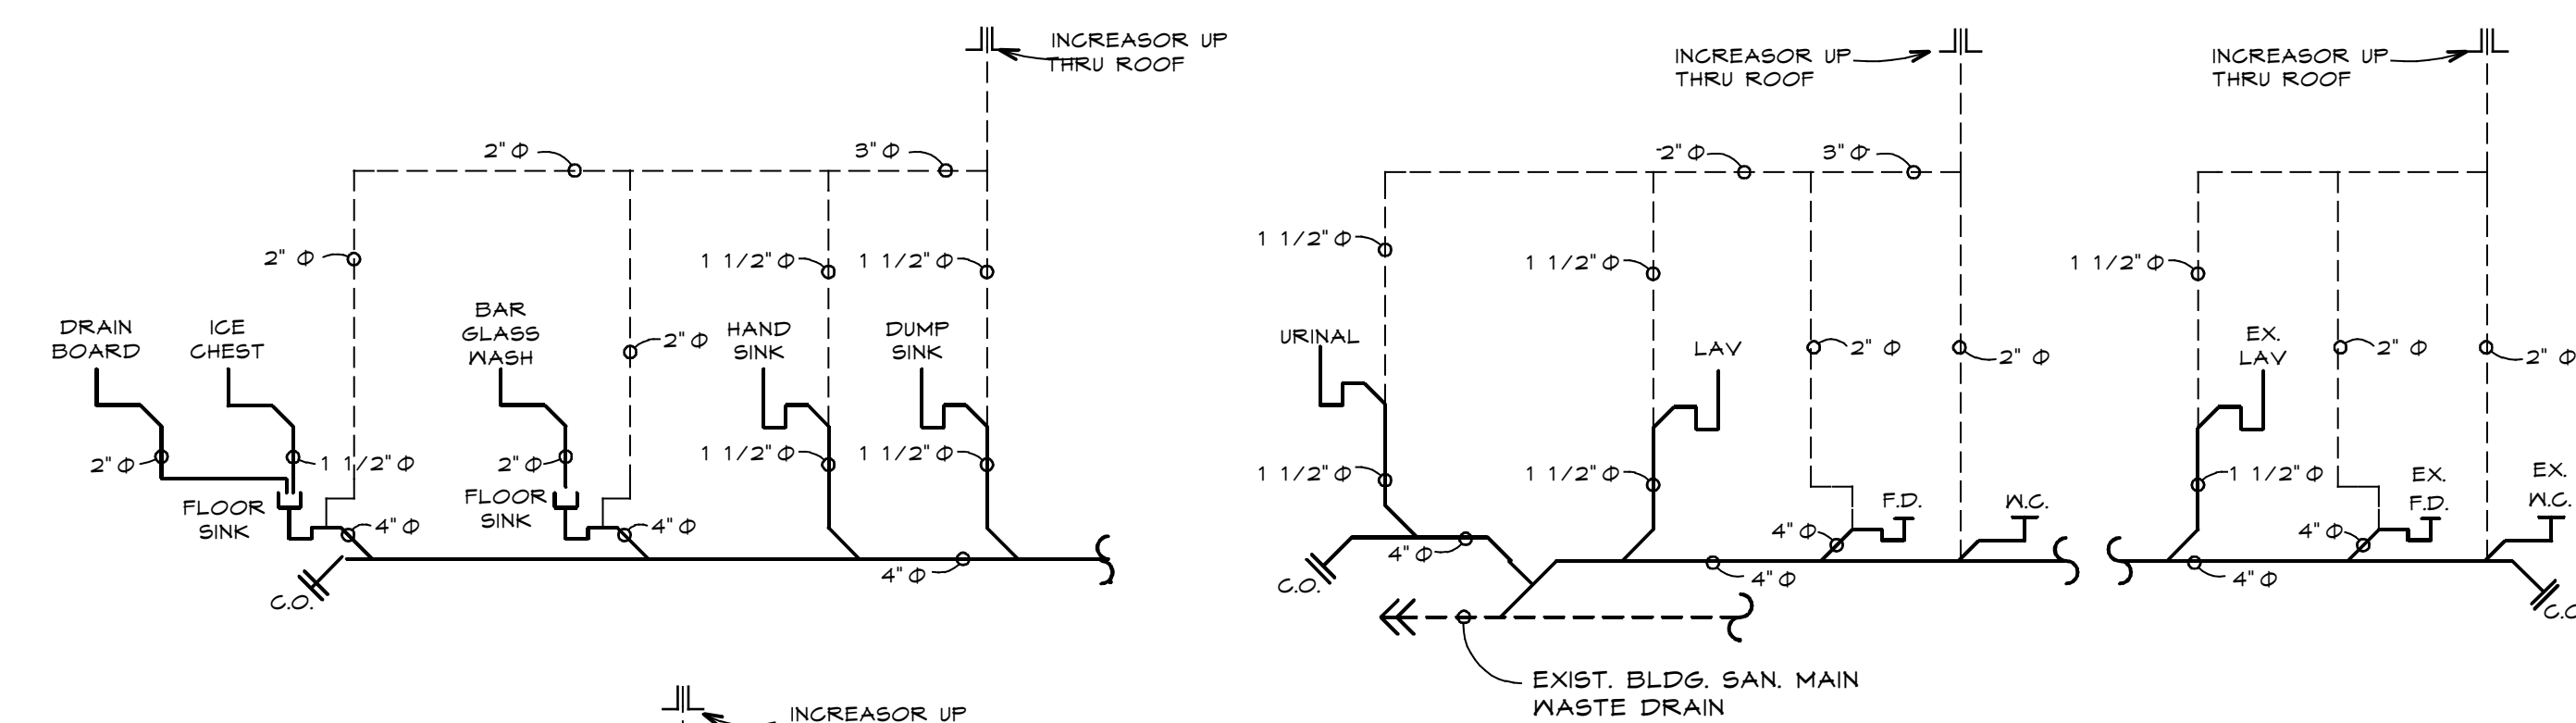 INCREASOR UP
THRU ROOF
INCREASOR UP
THRU ROOF
INCREASOR UP
THRU ROOF
2" Φ
3" Φ
2" Φ
3" Φ
2" Φ
1 1/2" Φ
1 1/2" Φ
1 1/2" Φ
1 1/2" Φ
1 1/2" Φ
DRAIN
BOARD
ICE
CHEST
BAR
GLASS
WASH
2" Φ
HAND
SINK
DUMP
SINK
URINAL
LAV
2" Φ
2" Φ
EX.
LAV
2" Φ
2" Φ
2" Φ
1 1/2" Φ
2" Φ
1 1/2" Φ
1 1/2" Φ
1 1/2" Φ
1 1/2" Φ
1 1/2" Φ
FLOOR
SINK
4" Φ
FLOOR
SINK
4" Φ
4" Φ
C.O.
4" Φ
C.O.
4" Φ
F.D.
W.C.
4" Φ
EX.
F.D.
EX.
W.C.
4" Φ
4" Φ
C.O
EXIST. BLDG. SAN. MAIN
WASTE DRAIN
INCREASOR UP